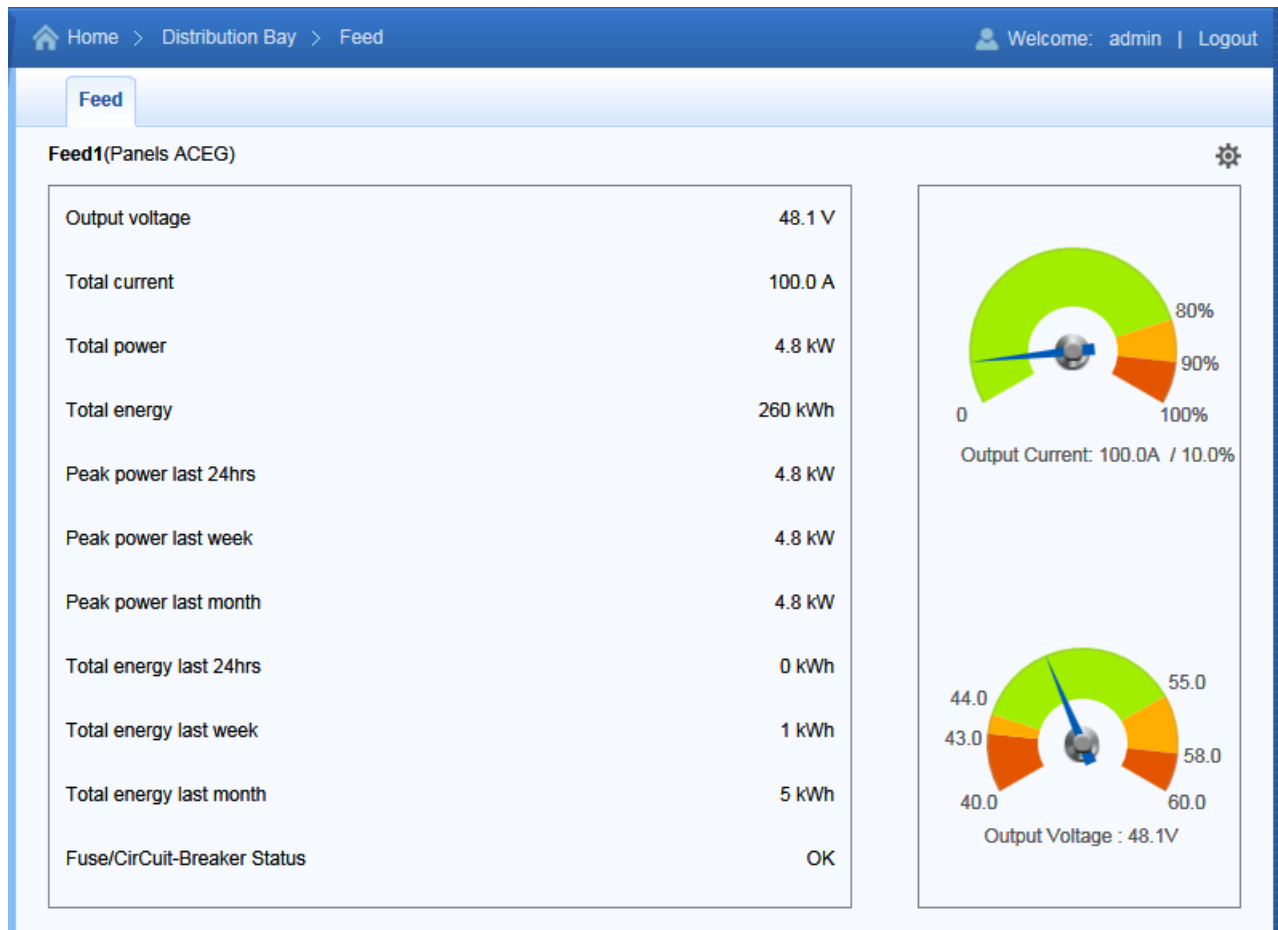 Home > Distribution Bay > Feed
Welcome: admin | Logout
Feed
Feed1(Panels ACEG)
Output voltage 48.1 V
Total current 100.0 A
Total power 4.8 kW
Total energy 260 kWh
Peak power last 24hrs 4.8 kW
Peak power last week 4.8 kW
Peak power last month 4.8 kW
Total energy last 24hrs 0 kWh
Total energy last week 1 kWh
Total energy last month 5 kWh
Fuse/CirCuit-Breaker Status OK
80%
90%
0 100%
Output Current: 100.0A / 10.0%
44.0 55.0
43.0 58.0
40.0 60.0
Output Voltage : 48.1V